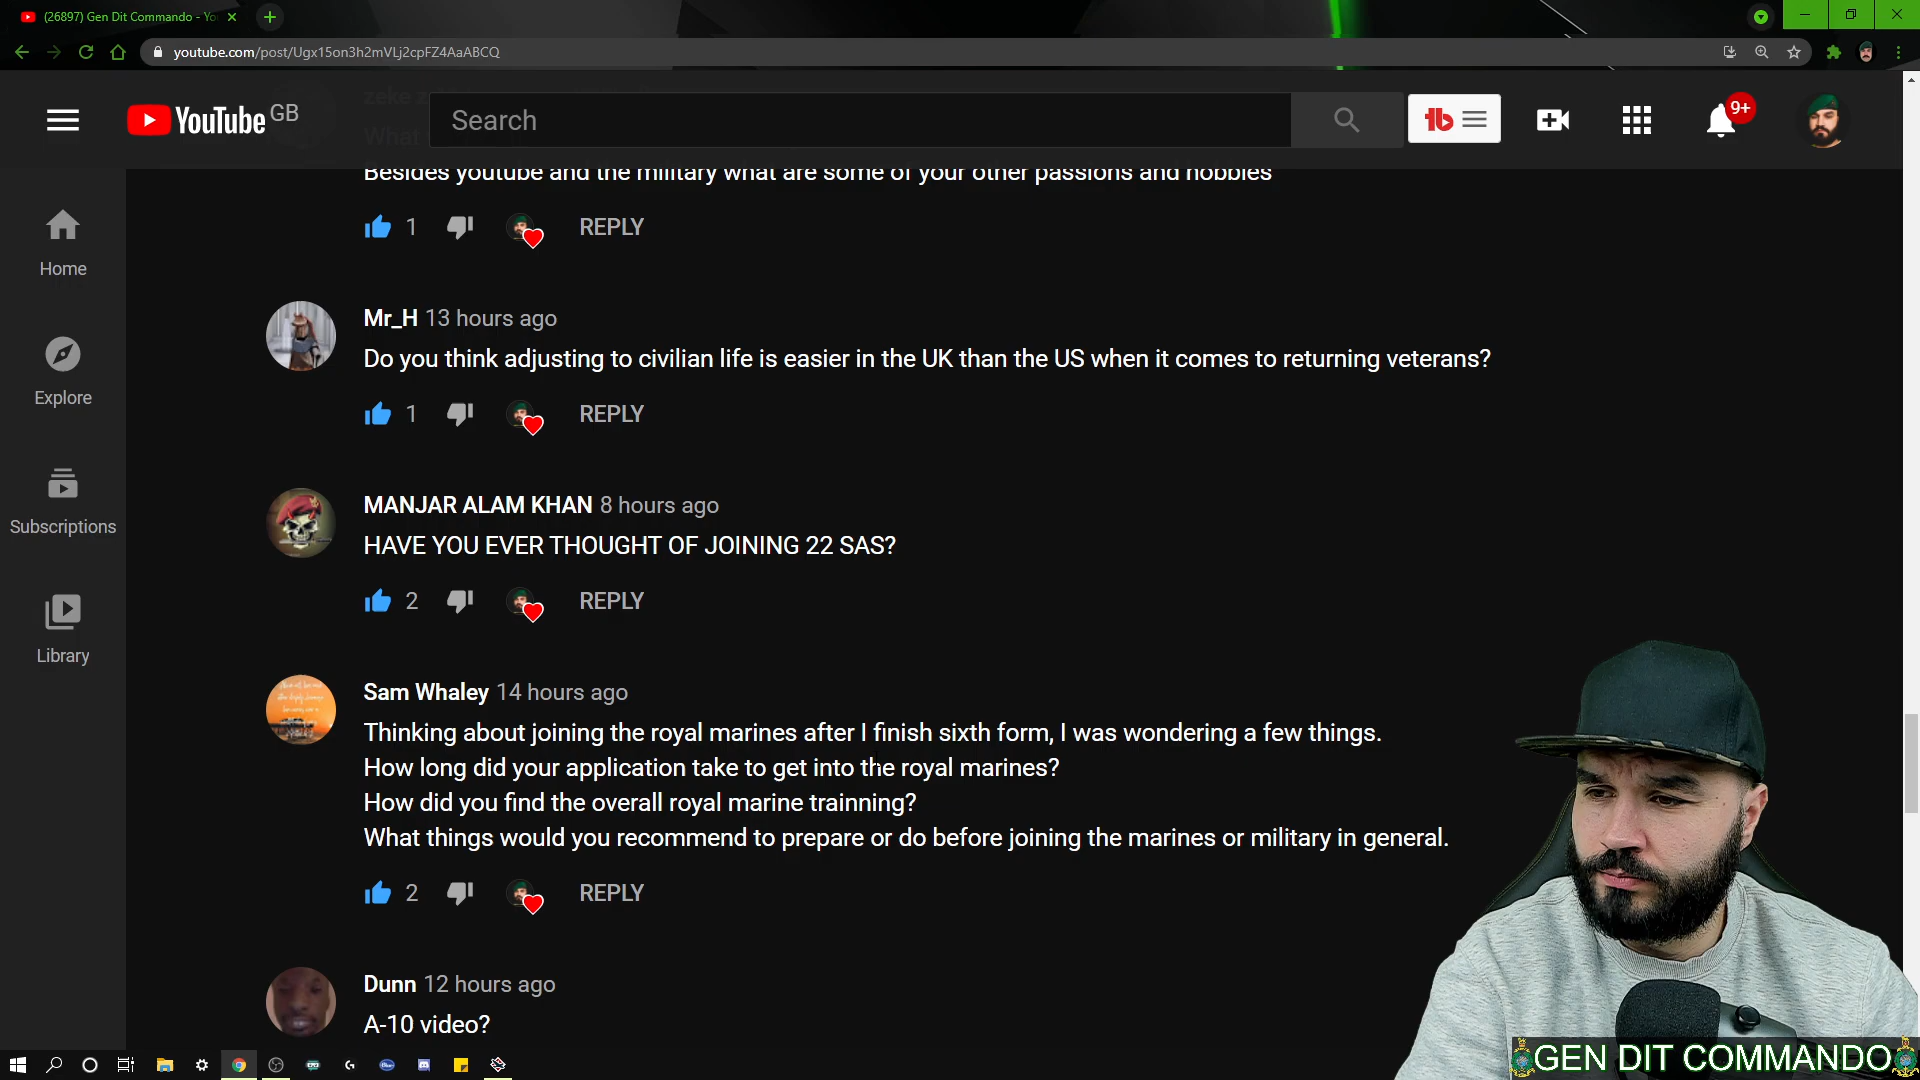 (26897) Gen Dit Commando - Yo
youtube.com/post/Ugx15on3h2mVLj2cpFZ4AaABCQ
YouTube GB
Search
tb
9+
zeke
What
Besides youtube and the military what are some of your other passions and hobbies
1 REPLY
Home
Mr_H 13 hours ago
Do you think adjusting to civilian life is easier in the UK than the US when it comes to returning veterans?
1 REPLY
Explore
MANJAR ALAM KHAN 8 hours ago
HAVE YOU EVER THOUGHT OF JOINING 22 SAS?
2 REPLY
Subscriptions
Library
Sam Whaley 14 hours ago
Thinking about joining the royal marines after I finish sixth form, I was wondering a few things.
How long did your application take to get into the royal marines?
How did you find the overall royal marine trainning?
What things would you recommend to prepare or do before joining the marines or military in general.
2 REPLY
Dunn 12 hours ago
A-10 video?
GEN DIT COMMANDO